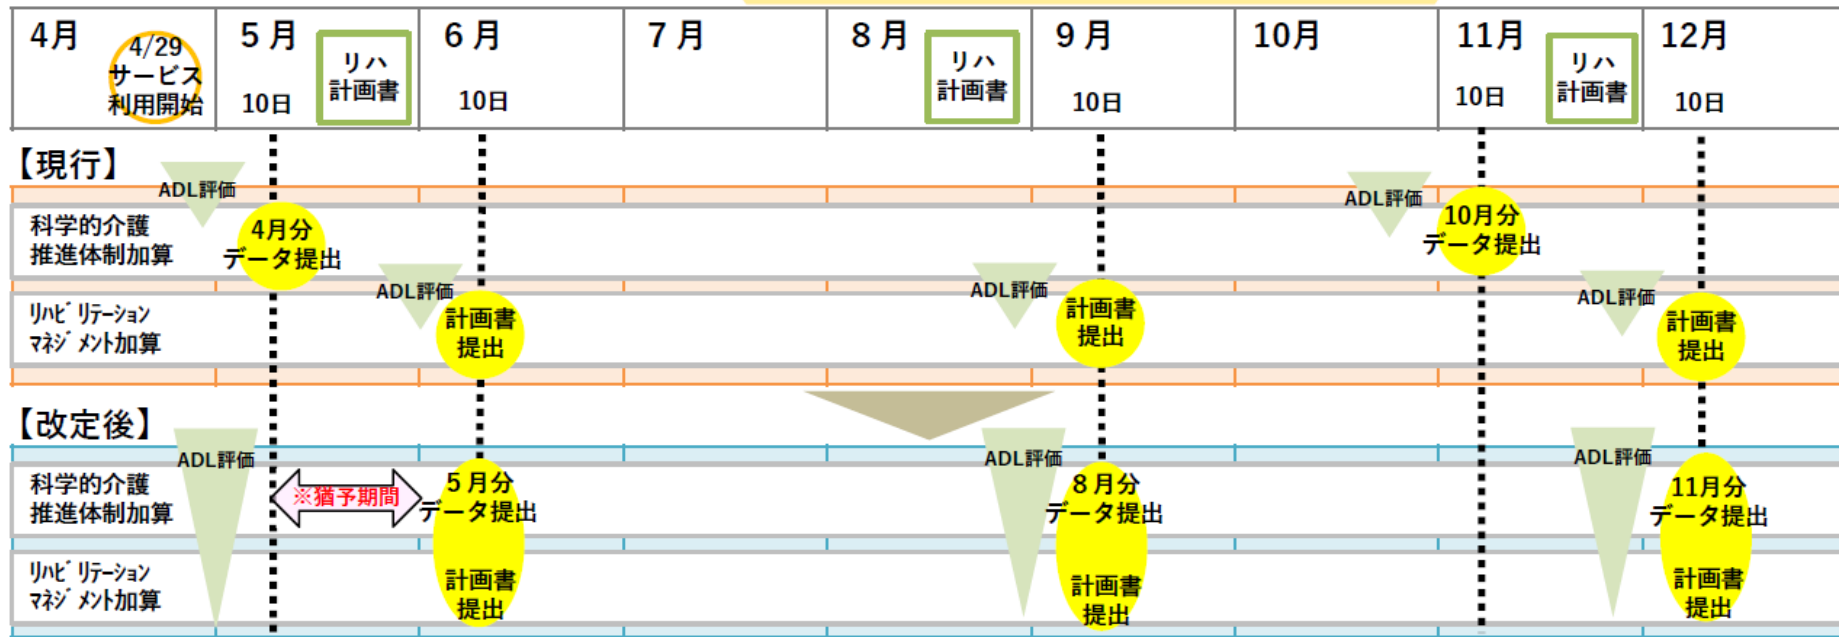 4月
4/29
サービス
利用開始
5月
10日
リハ
計画書
6月
10日
7月
8月
リハ
計画書
9月
10日
10月
11月
10日
リハ
計画書
12月
10日
【現行】
ADL評価
ADL評価
科学的介護
推進体制加算
4月分
データ提出
10月分
データ提出
ADL評価
ADL評価
ADL評価
リハビリテーション
マネジメント加算
計画書
提出
計画書
提出
計画書
提出
【改定後】
ADL評価
ADL評価
ADL評価
科学的介護
推進体制加算
※猶予期間
5月分
データ提出
8月分
データ提出
11月分
データ提出
リハビリテーション
マネジメント加算
計画書
提出
計画書
提出
計画書
提出